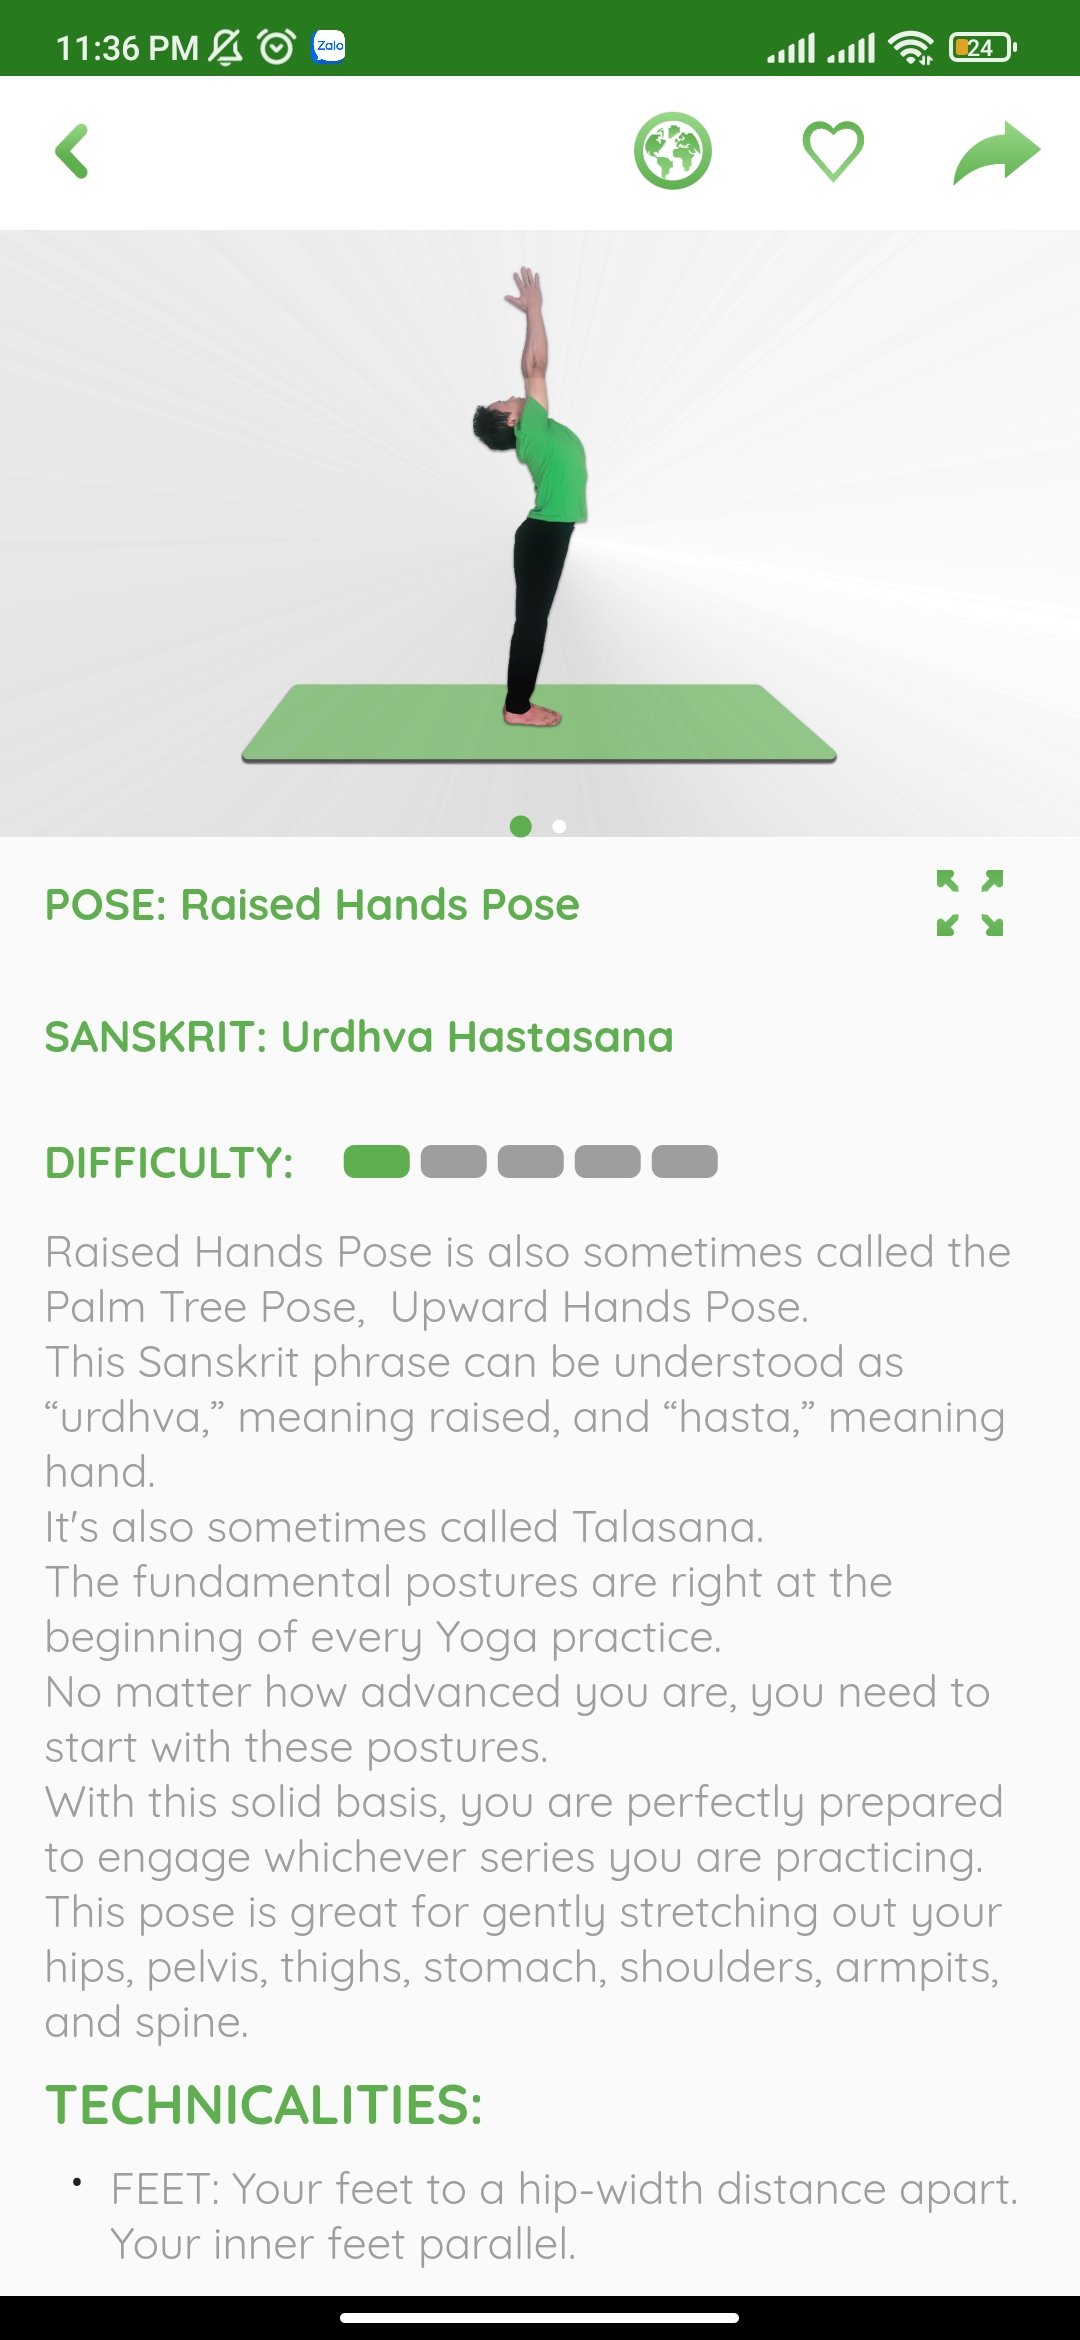 11:36 PM Zalo 24
POSE: Raised Hands Pose
SANSKRIT: Urdhva Hastasana
DIFFICULTY:
Raised Hands Pose is also sometimes called the
Palm Tree Pose,  Upward Hands Pose.
This Sanskrit phrase can be understood as
“urdhva,” meaning raised, and “hasta,” meaning
hand.
It's also sometimes called Talasana.
The fundamental postures are right at the
beginning of every Yoga practice.
No matter how advanced you are, you need to
start with these postures.
With this solid basis, you are perfectly prepared
to engage whichever series you are practicing.
This pose is great for gently stretching out your
hips, pelvis, thighs, stomach, shoulders, armpits,
and spine.
TECHNICALITIES:
• FEET: Your feet to a hip-width distance apart.
Your inner feet parallel.